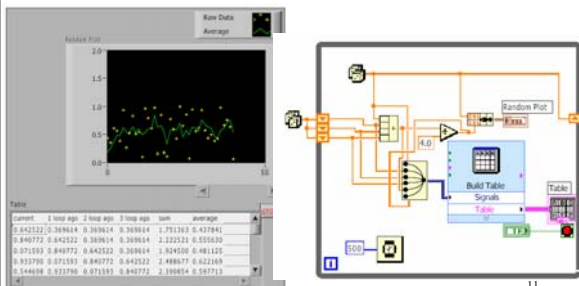 Raw Data
Average
Random Plot
2.0
1.5
1.0
0.5
0.0
0
50
Table
current 1 loop ago 2 loop ago 3 loop ago sum average
0.642522 0.369614 0.369614 0.369614 1.751363 0.437841
0.840772 0.642522 0.369614 0.369614 2.222521 0.555630
0.071593 0.840772 0.642522 0.369614 1.924500 0.481125
0.933790 0.071593 0.840772 0.642522 2.488677 0.622169
0.544698 0.933790 0.071593 0.840772 2.390854 0.597713
Random Plot
4.0
Build Table
Signals
Table
Table
500
i
11